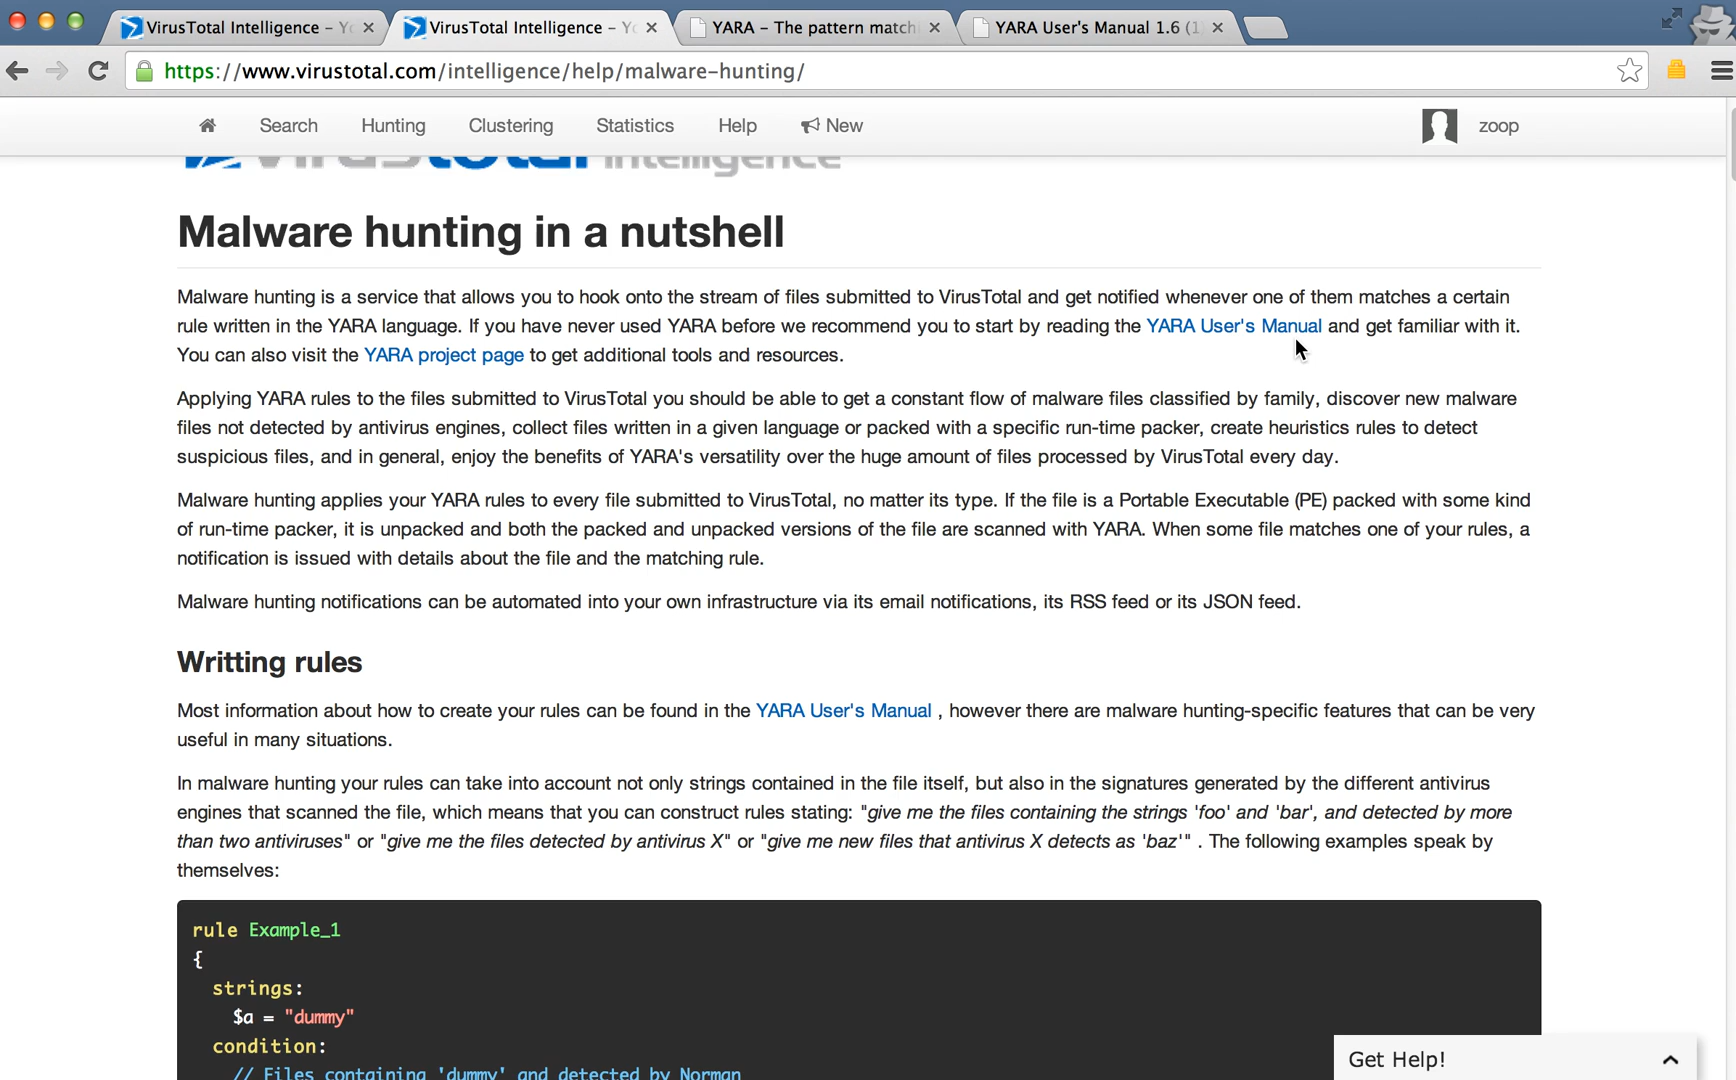 VirusTotal Intelligence – Yo
VirusTotal Intelligence – Yo
YARA – The pattern match
YARA User's Manual 1.6 (1
https://www.virustotal.com/intelligence/help/malware-hunting/
Search Hunting Clustering Statistics Help New zoop
virustotal intelligence
Malware hunting in a nutshell
Malware hunting is a service that allows you to hook onto the stream of files submitted to VirusTotal and get notified whenever one of them matches a certain
rule written in the YARA language. If you have never used YARA before we recommend you to start by reading the YARA User's Manual and get familiar with it.
You can also visit the YARA project page to get additional tools and resources.
Applying YARA rules to the files submitted to VirusTotal you should be able to get a constant flow of malware files classified by family, discover new malware
files not detected by antivirus engines, collect files written in a given language or packed with a specific run-time packer, create heuristics rules to detect
suspicious files, and in general, enjoy the benefits of YARA's versatility over the huge amount of files processed by VirusTotal every day.
Malware hunting applies your YARA rules to every file submitted to VirusTotal, no matter its type. If the file is a Portable Executable (PE) packed with some kind
of run-time packer, it is unpacked and both the packed and unpacked versions of the file are scanned with YARA. When some file matches one of your rules, a
notification is issued with details about the file and the matching rule.
Malware hunting notifications can be automated into your own infrastructure via its email notifications, its RSS feed or its JSON feed.
Writting rules
Most information about how to create your rules can be found in the YARA User's Manual , however there are malware hunting-specific features that can be very
useful in many situations.
In malware hunting your rules can take into account not only strings contained in the file itself, but also in the signatures generated by the different antivirus
engines that scanned the file, which means that you can construct rules stating: "give me the files containing the strings 'foo' and 'bar', and detected by more
than two antiviruses" or "give me the files detected by antivirus X" or "give me new files that antivirus X detects as 'baz'" . The following examples speak by
themselves:
rule Example_1
{
strings:
$a = "dummy"
condition:
// Files containing 'dummy' and detected by Norman
Get Help!